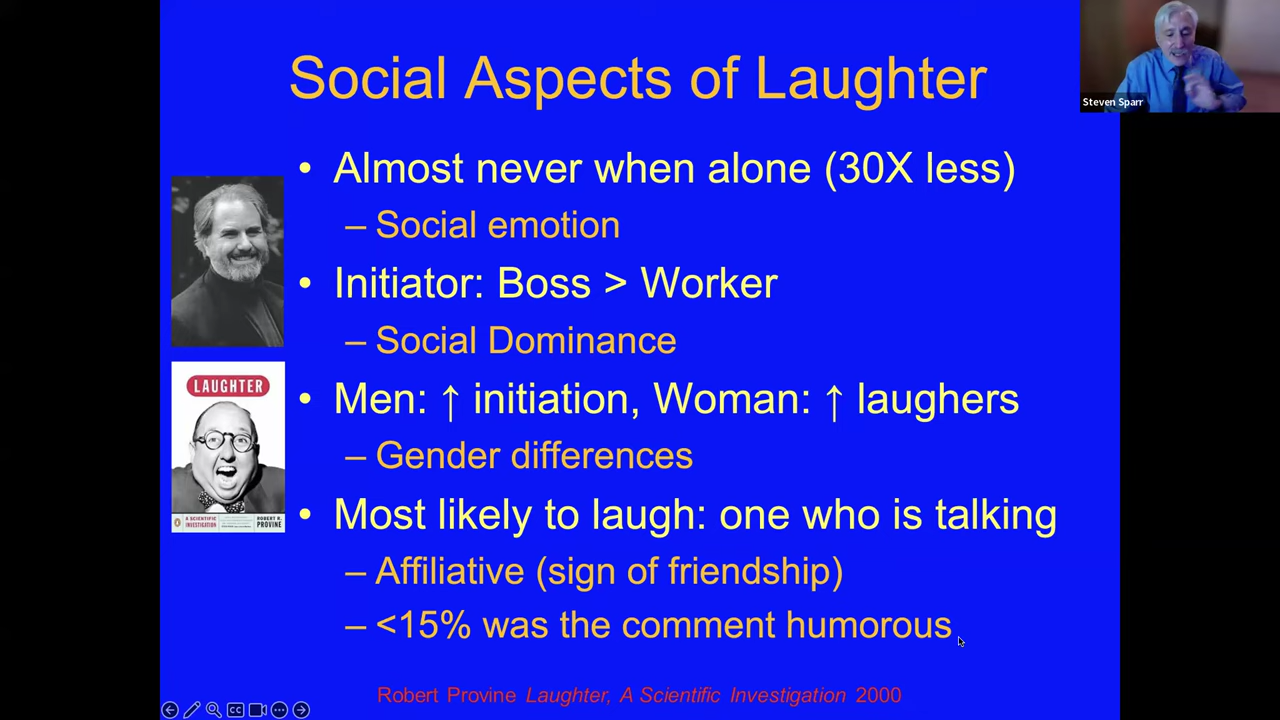 Social Aspects of Laughter
Steven Sparr
• Almost never when alone (30X less)
– Social emotion
• Initiator: Boss > Worker
– Social Dominance
• Men: ↑ initiation, Woman: ↑ laughers
– Gender differences
• Most likely to laugh: one who is talking
– Affiliative (sign of friendship)
– <15% was the comment humorous
LAUGHTER
A SCIENTIFIC
INVESTIGATION
ROBERT R.
PROVINE
Robert Provine Laughter, A Scientific Investigation 2000
CC